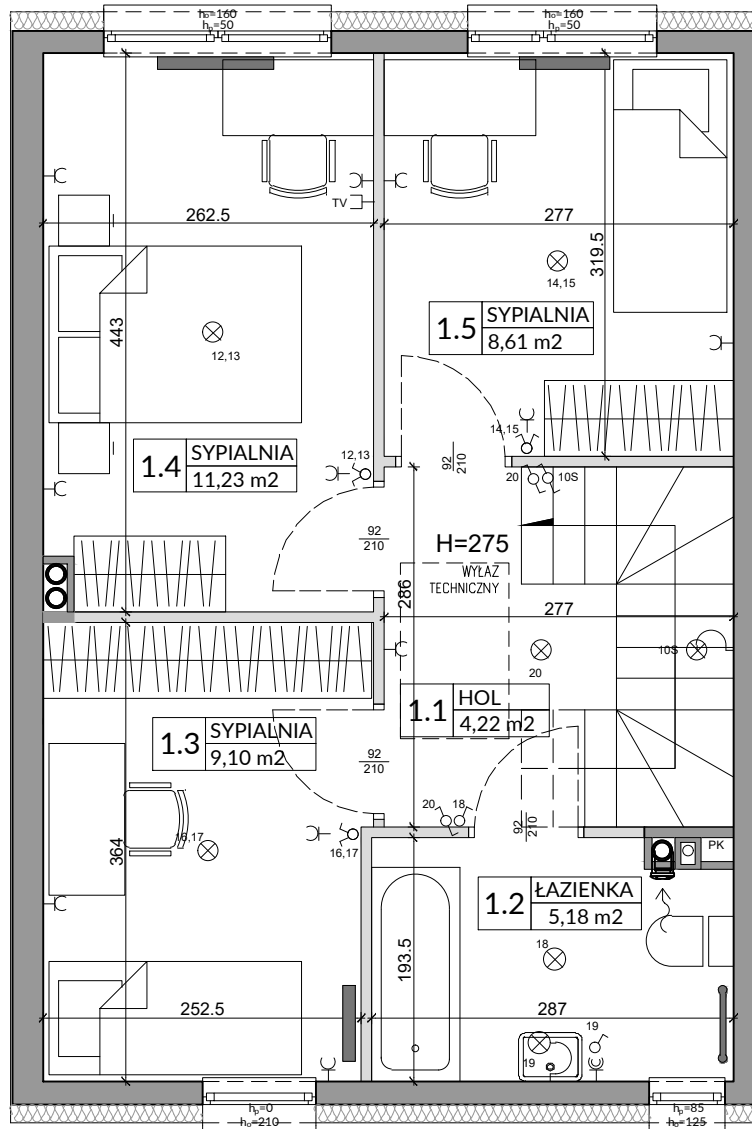 h₀=160
hₚ=50
h₀=160
hₚ=50
TV
262.5
277
319.5
443
12,13
14,15
1.5 SYPIALNIA
8,61 m2
14,15
92
210
1.4 SYPIALNIA
11,23 m2
12,13
20
10S
92
210
H=275
WYŁAZ
TECHNICZNY
286
277
20
10S
1.1 HOL
4,22 m2
1.3 SYPIALNIA
9,10 m2
92
210
20
18
92
210
16,17
16,17
364
PK
1.2 ŁAZIENKA
5,18 m2
18
193.5
252.5
287
19
19
hₚ=0
h₀=210
hₚ=85
h₀=125